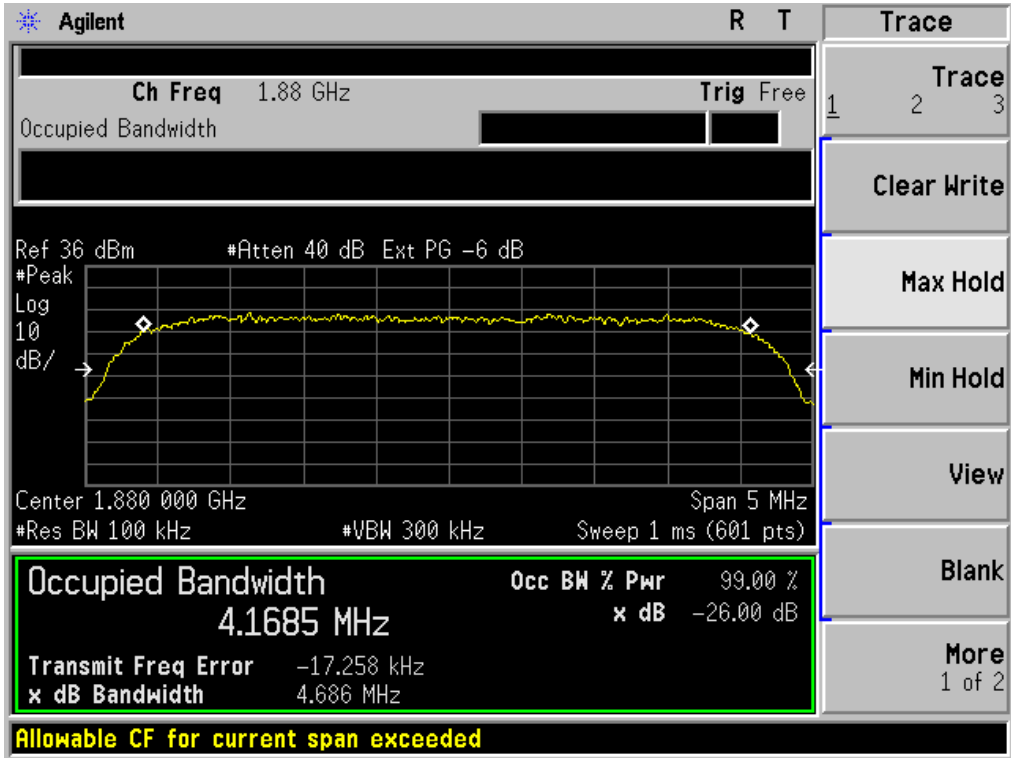 Agilent R T Trace
Ch Freq 1.88 GHz Trig Free
Occupied Bandwidth
Trace
1 2 3
Clear Write
Max Hold
Min Hold
View
Blank
More
1 of 2
Ref 36 dBm #Atten 40 dB Ext PG -6 dB
#Peak
Log
10
dB/
Center 1.880 000 GHz Span 5 MHz
#Res BW 100 kHz #VBW 300 kHz Sweep 1 ms (601 pts)
Occupied Bandwidth Occ BW % Pwr 99.00 %
4.1685 MHz x dB -26.00 dB
Transmit Freq Error -17.258 kHz
x dB Bandwidth 4.686 MHz
Allowable CF for current span exceeded